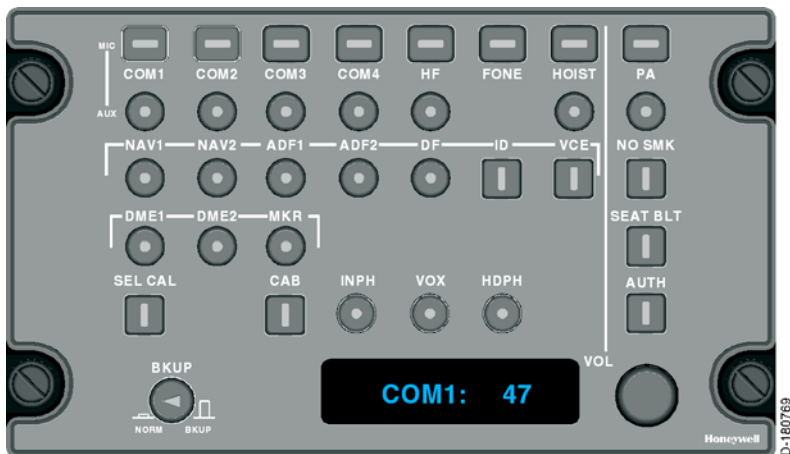 MIC
COM1 COM2 COM3 COM4 HF FONE HOIST PA
AUX
NAV1 NAV2 ADF1 ADF2 DF ID VCE NO SMK
DME1 DME2 MKR SEAT BLT
SEL CAL CAB INPH VOX HDPH AUTH
BKUP VOL
COM1: 47
NORM BKUP
Honeywell
D-180769